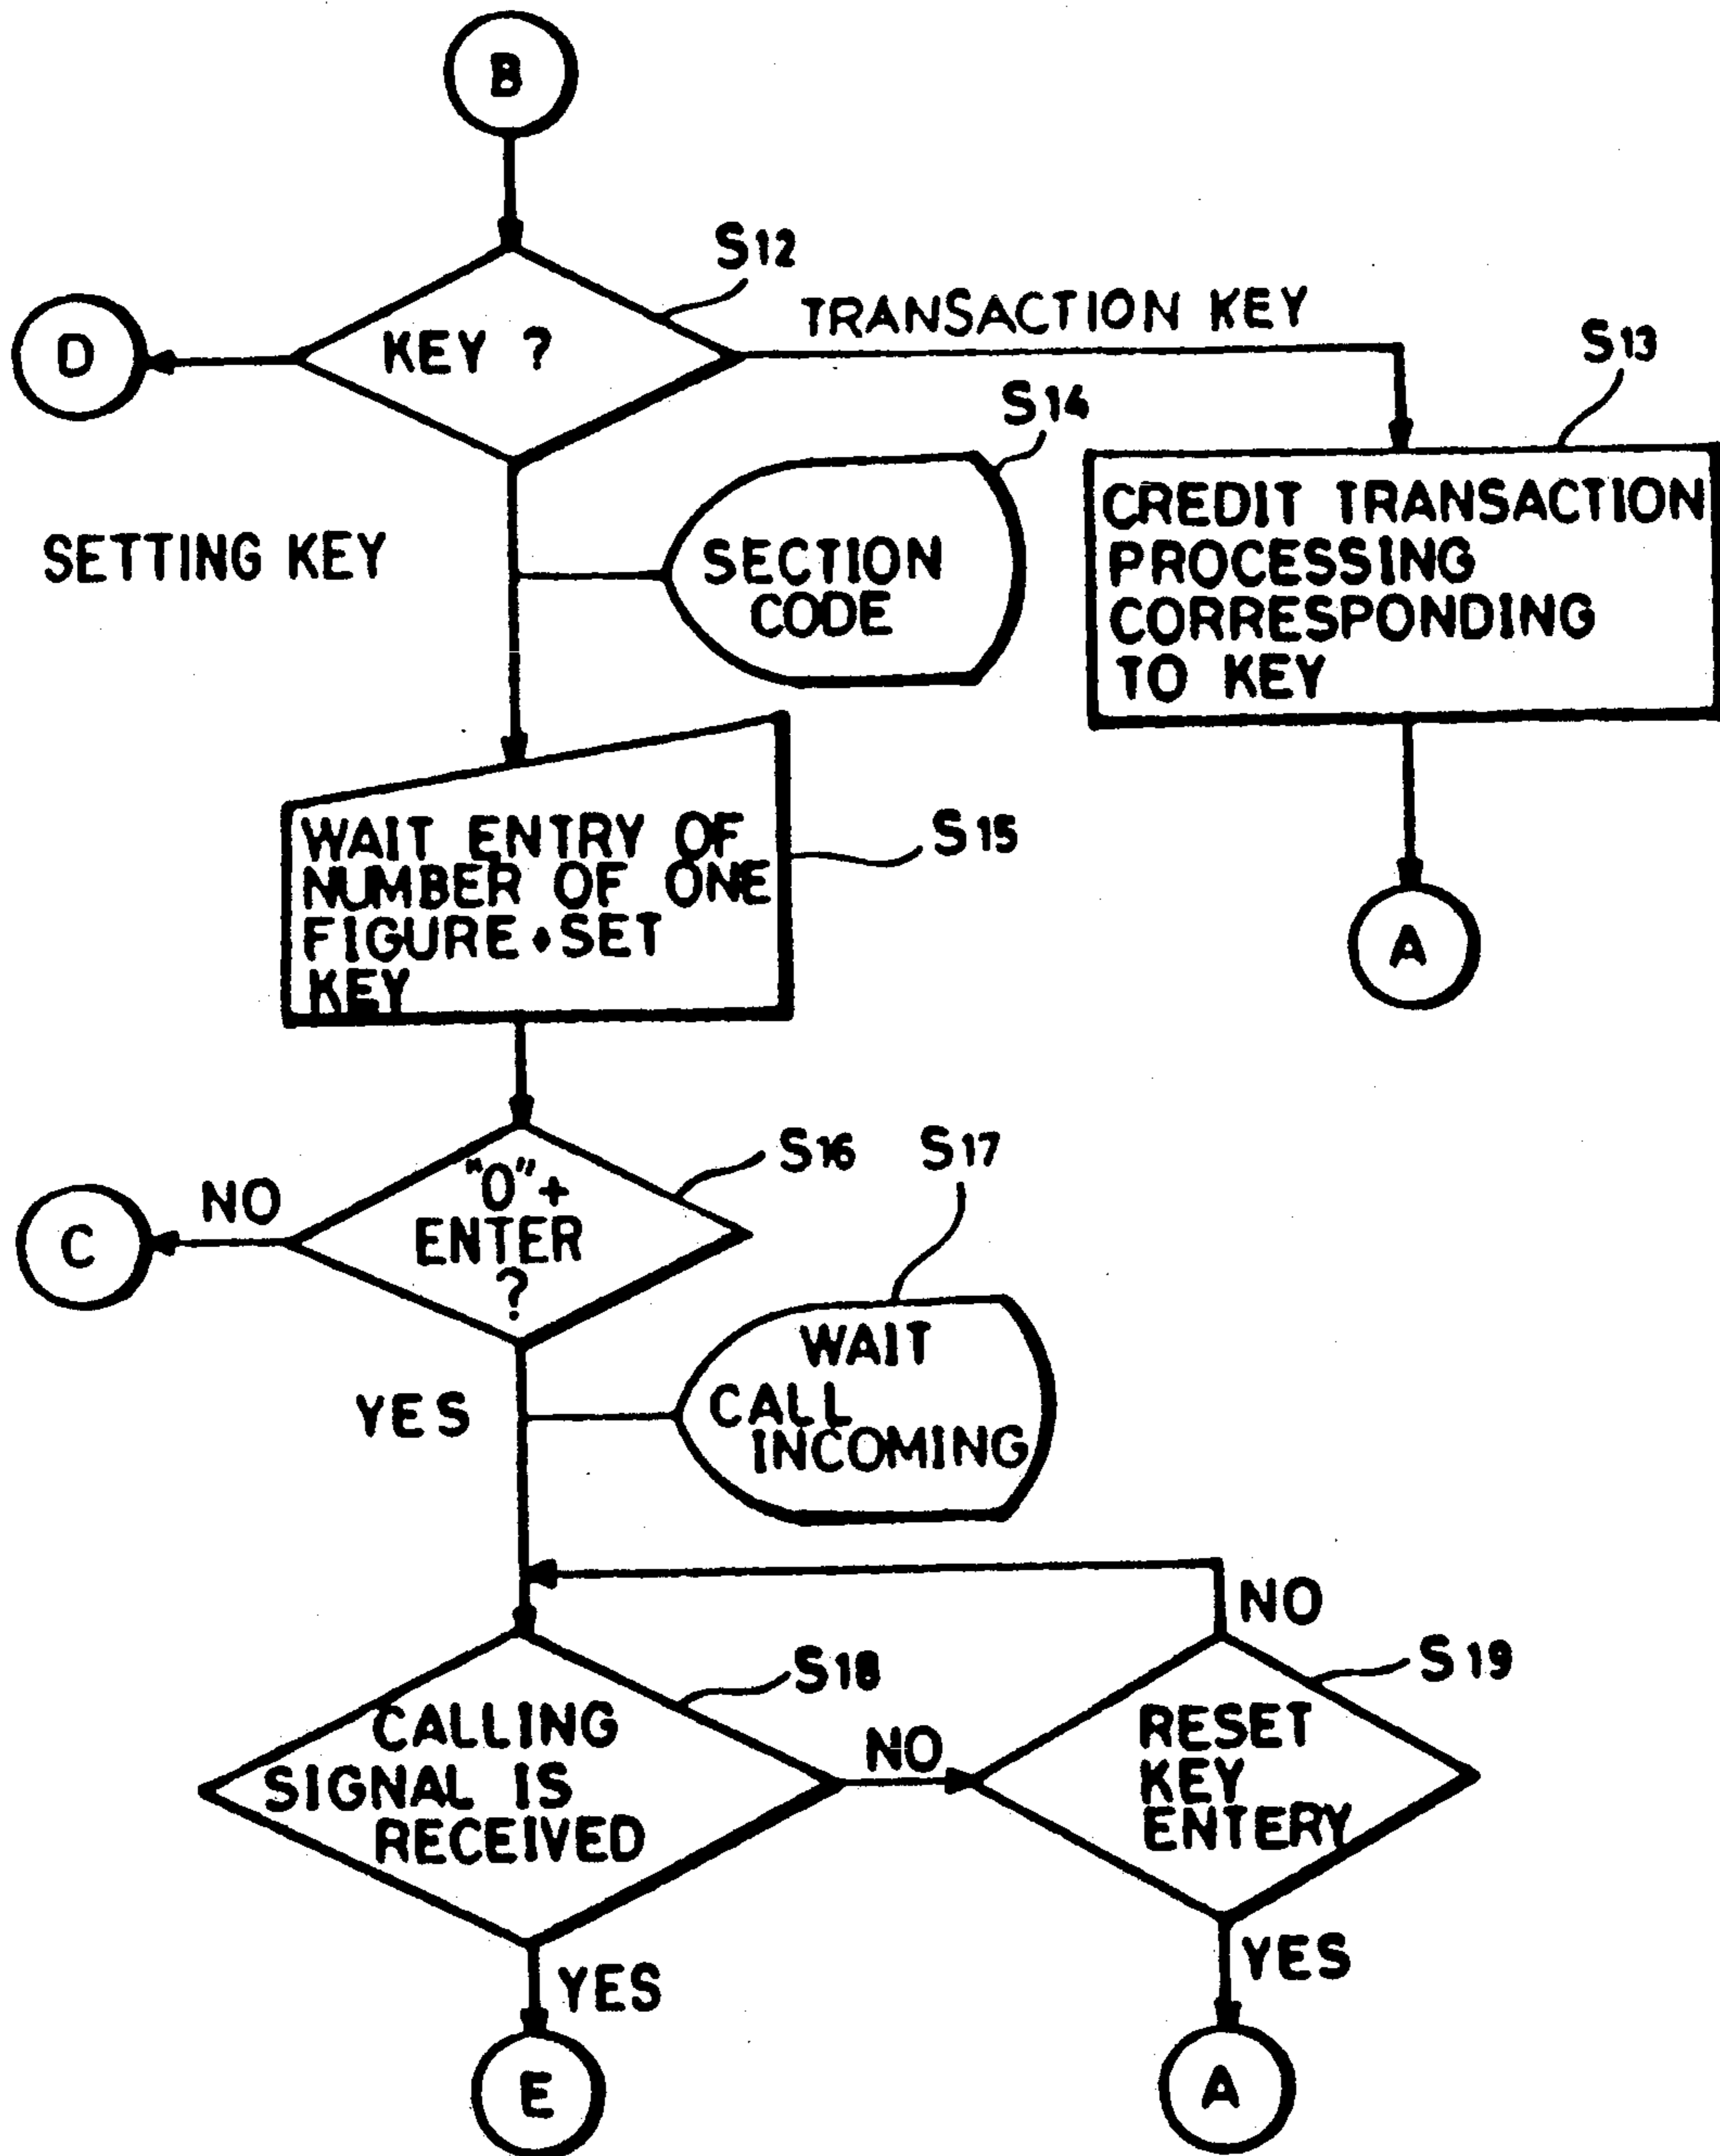 B
S12
D
KEY ?
TRANSACTION KEY
S13
S14
SETTING KEY
SECTION
CODE
CREDIT TRANSACTION
PROCESSING
CORRESPONDING
TO KEY
WAIT ENTRY OF
NUMBER OF ONE
FIGURE•SET
KEY
S15
A
S16
S17
C
NO
"0"+
ENTER
?
YES
WAIT
CALL
INCOMING
NO
S18
S19
CALLING
SIGNAL IS
RECEIVED
NO
RESET
KEY
ENTERY
YES
YES
E
A